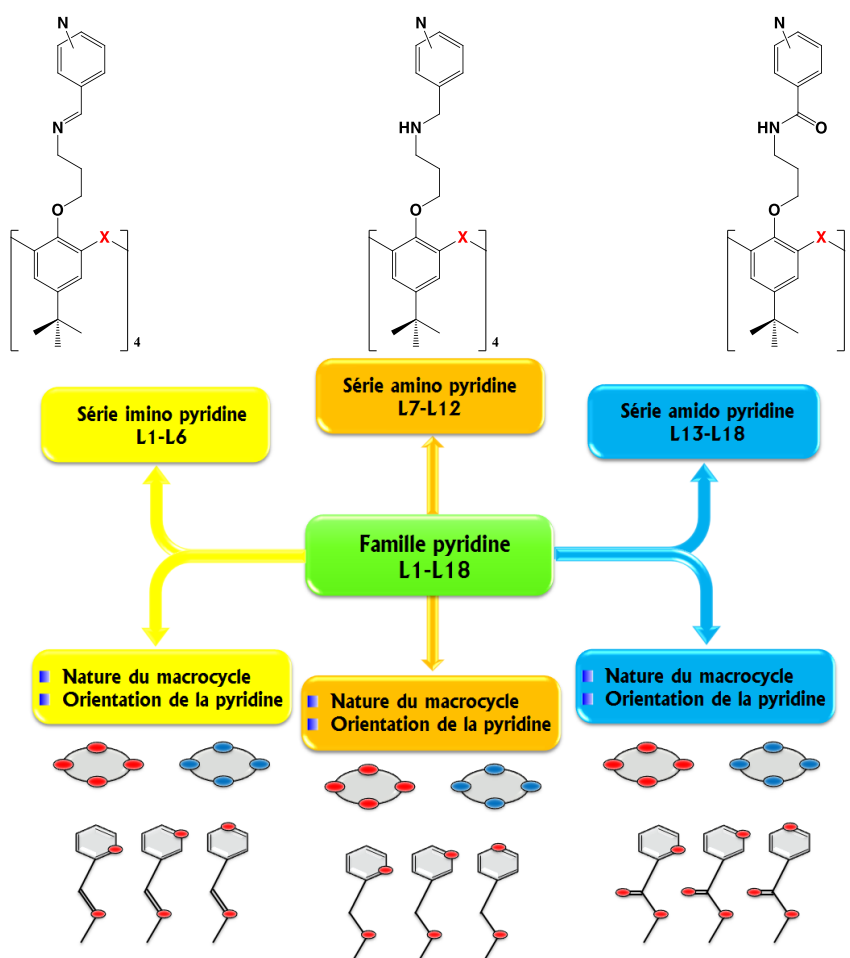 N
N
N
N
HN
HN
O
O
O
O
X
X
X
4
4
Série imino pyridine
L1-L6
Série amino pyridine
L7-L12
Série amido pyridine
L13-L18
Famille pyridine
L1-L18
Nature du macrocycle
Orientation de la pyridine
Nature du macrocycle
Orientation de la pyridine
Nature du macrocycle
Orientation de la pyridine